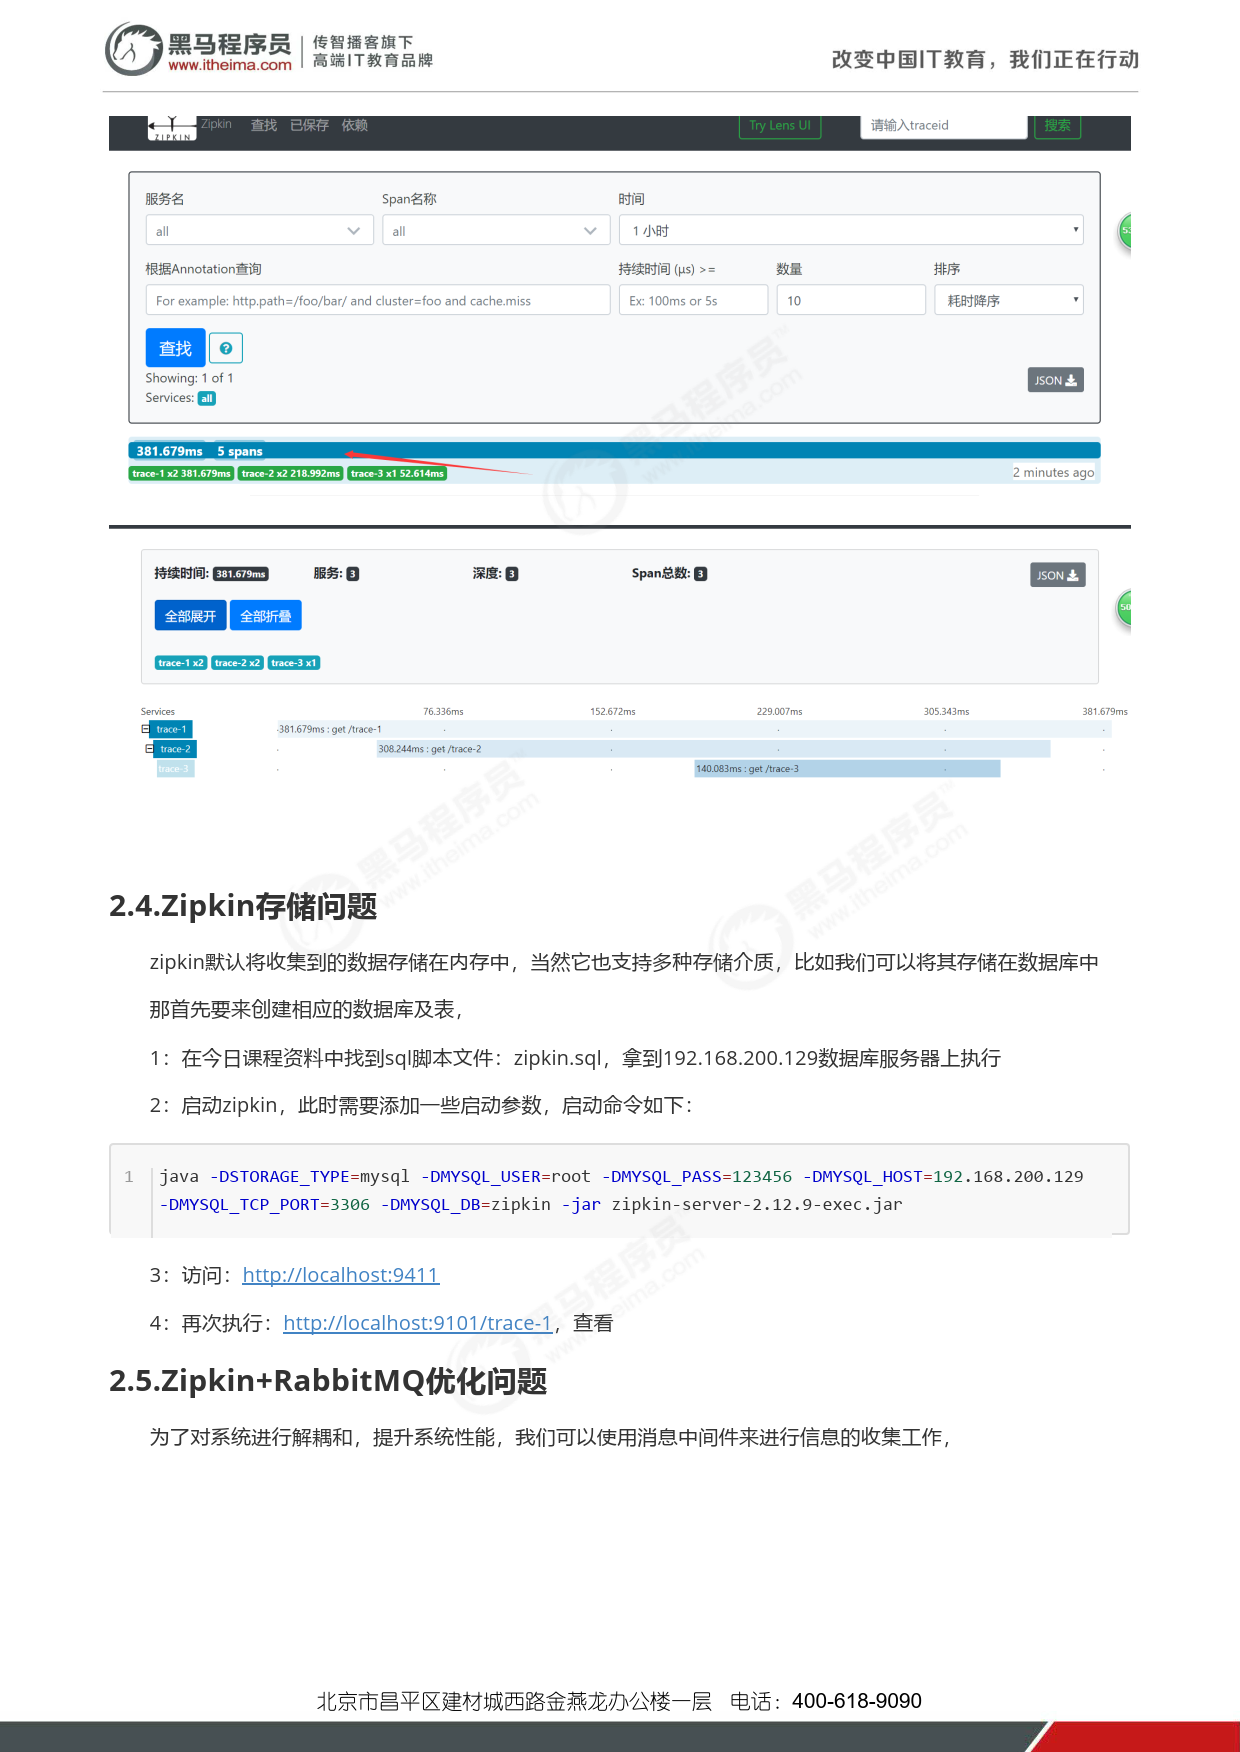 黑马程序员
www.itheima.com
传智播客旗下
高端IT教育品牌
改变中国IT教育，我们正在行动
ZIPKIN
Zipkin 查找 已保存 依赖 Try Lens UI 请输入traceid 搜索
服务名 Span名称 时间
all all 1 小时
根据Annotation查询 持续时间 (μs) >= 数量 排序
For example: http.path=/foo/bar/ and cluster=foo and cache.miss Ex: 100ms or 5s 10 耗时降序
查找 ?
Showing: 1 of 1
Services: all
JSON
381.679ms 5 spans
trace-1 x2 381.679ms trace-2 x2 218.992ms trace-3 x1 52.614ms 2 minutes ago
持续时间: 381.679ms 服务: 3 深度: 3 Span总数: 3 JSON
全部展开 全部折叠
50
trace-1 x2 trace-2 x2 trace-3 x1
Services 76.336ms 152.672ms 229.007ms 305.343ms 381.679ms
trace-1 381.679ms : get /trace-1
trace-2 308.244ms : get /trace-2
trace-3 140.083ms : get /trace-3
2.4.Zipkin存储问题
zipkin默认将收集到的数据存储在内存中，当然它也支持多种存储介质，比如我们可以将其存储在数据库中
那首先要来创建相应的数据库及表，
1：在今日课程资料中找到sql脚本文件：zipkin.sql，拿到192.168.200.129数据库服务器上执行
2：启动zipkin，此时需要添加一些启动参数，启动命令如下：
1 java -DSTORAGE_TYPE=mysql -DMYSQL_USER=root -DMYSQL_PASS=123456 -DMYSQL_HOST=192.168.200.129
-DMYSQL_TCP_PORT=3306 -DMYSQL_DB=zipkin -jar zipkin-server-2.12.9-exec.jar
3：访问：http://localhost:9411
4：再次执行：http://localhost:9101/trace-1，查看
2.5.Zipkin+RabbitMQ优化问题
为了对系统进行解耦和，提升系统性能，我们可以使用消息中间件来进行信息的收集工作，
北京市昌平区建材城西路金燕龙办公楼一层 电话：400-618-9090